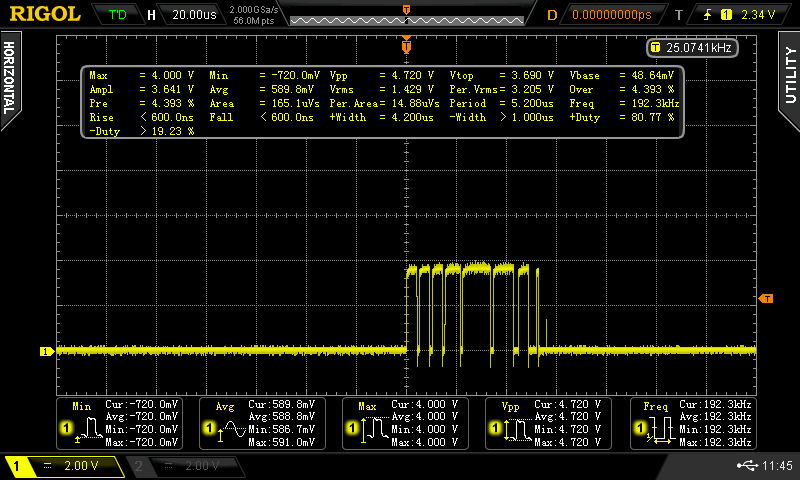 RIGOL T'D H 20.00us 2.000GSa/s 56.0M pts D 0.00000000ps T 1 2.34 V
HORIZONTAL
UTILITY
T
T 25.0741kHz
Max = 4.000 V Min = -720.0mV Vpp = 4.720 V Vtop = 3.690 V Vbase = 48.64mV
Ampl = 3.641 V Avg = 589.8mV Vrms = 1.429 V Per.Vrms= 3.205 V Over = 4.393 %
Pre = 4.393 % Area = 165.1uVs Per.Area= 14.88uVs Period = 5.200us Freq = 192.3kHz
Rise < 600.0ns Fall < 600.0ns +Width = 4.200us -Width > 1.000us +Duty = 80.77 %
-Duty > 19.23 %
T
1
Min Cur:-720.0mV
Avg:-720.0mV
1 Min:-720.0mV
Max:-720.0mV
Avg Cur:589.8mV
Avg:588.8mV
1 Min:586.7mV
Max:591.0mV
Max Cur:4.000 V
Avg:4.000 V
1 Min:4.000 V
Max:4.000 V
Vpp Cur:4.720 V
Avg:4.720 V
1 Min:4.720 V
Max:4.720 V
Freq Cur:192.3kHz
Avg:192.3kHz
1 Min:192.3kHz
Max:192.3kHz
1 2.00 V 2 2.00 V 11:45